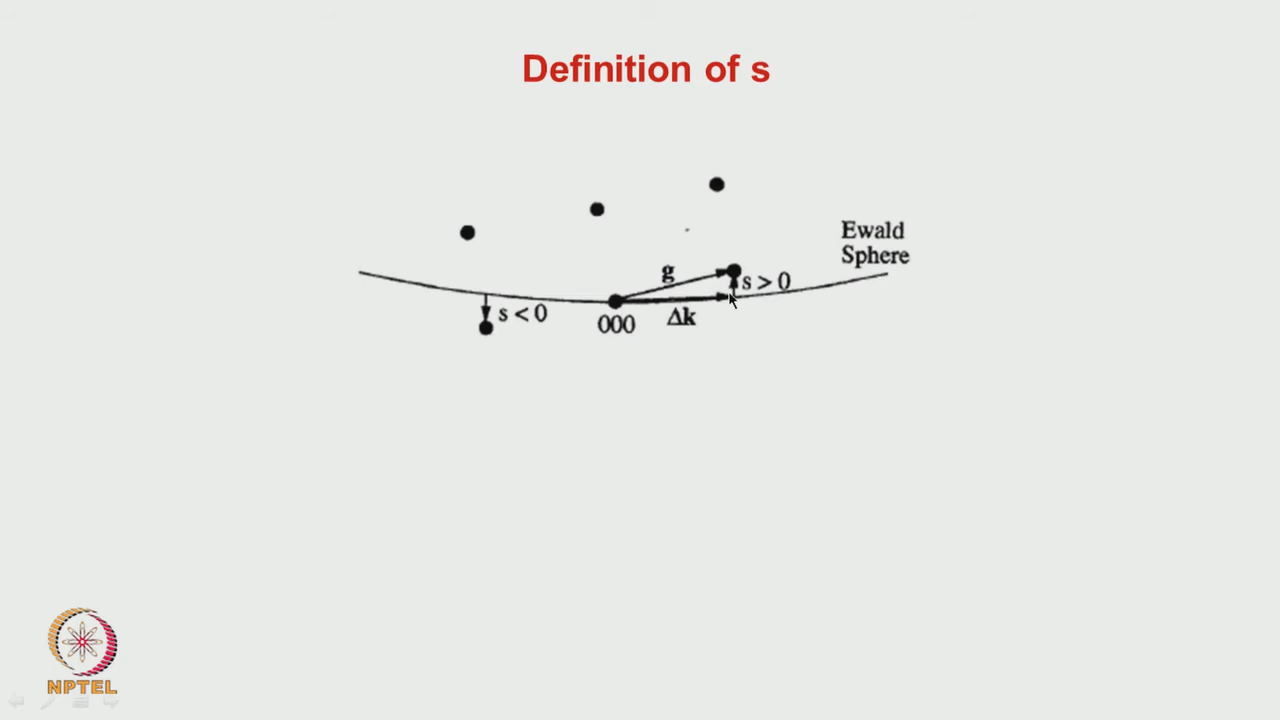 Definition of s
Ewald
Sphere
g
s > 0
s < 0
000
Δk
NPTEL